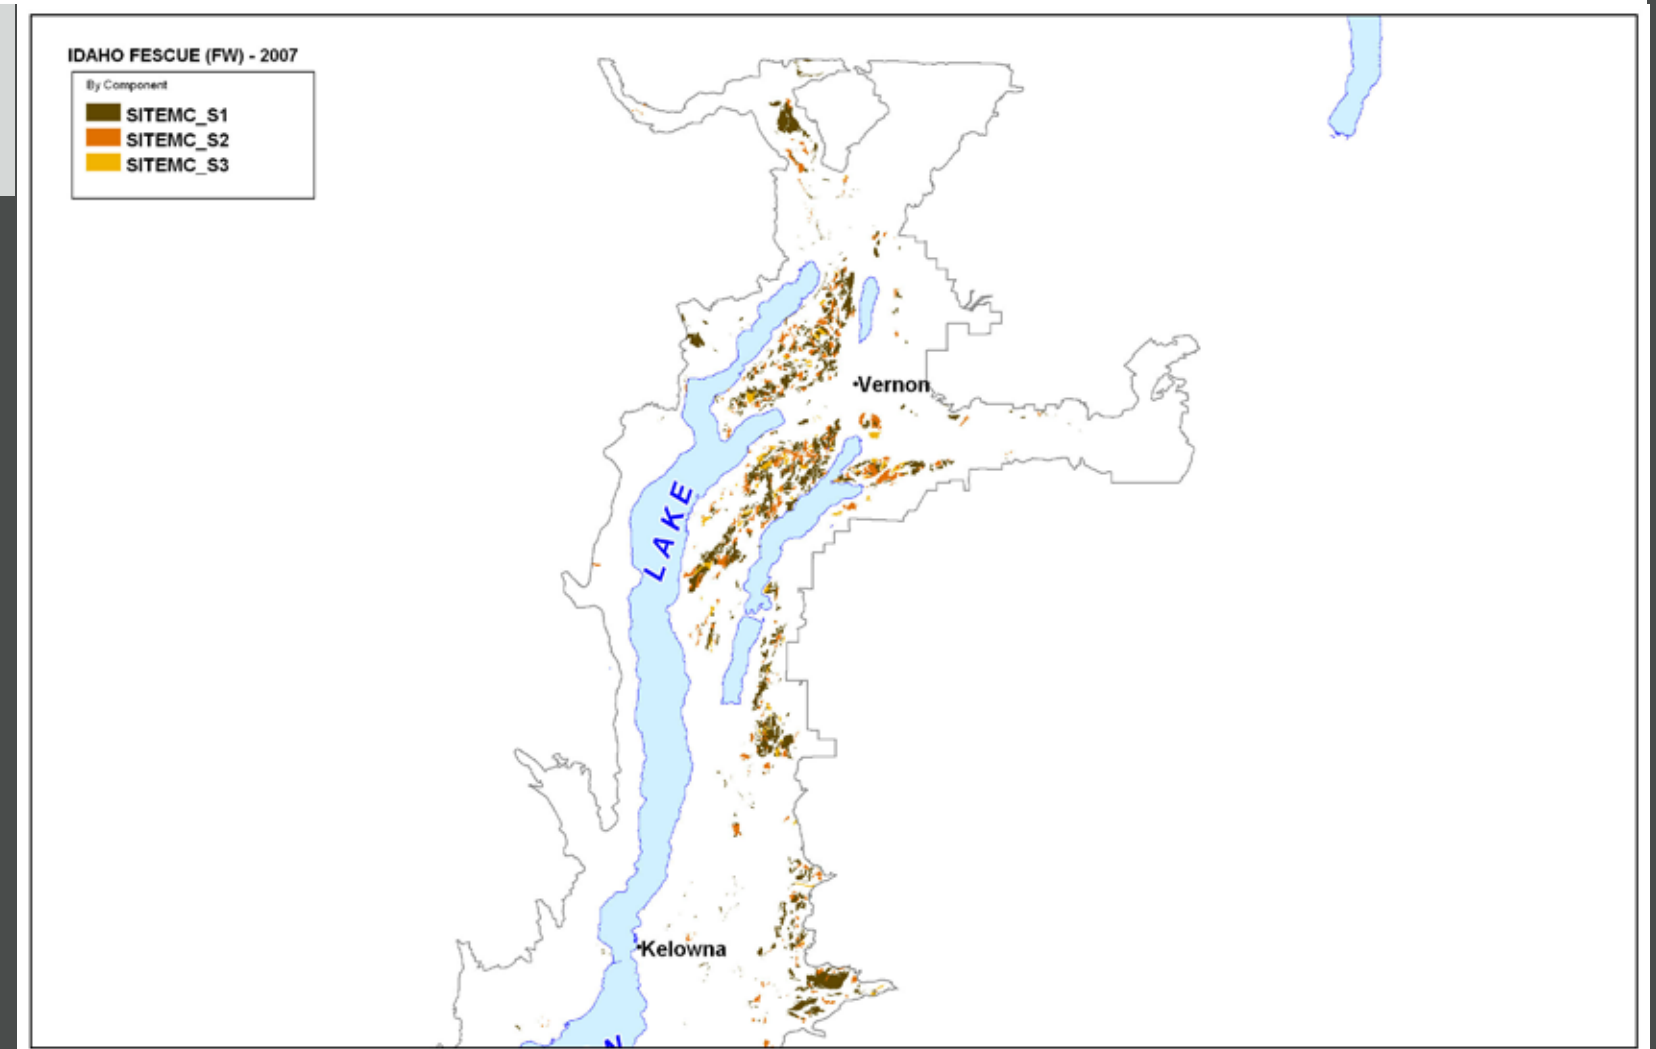 IDAHO FESCUE (FW) - 2007
By Component
SITEMC_S1
SITEMC_S2
SITEMC_S3
Vernon
LAKE
Kelowna
N